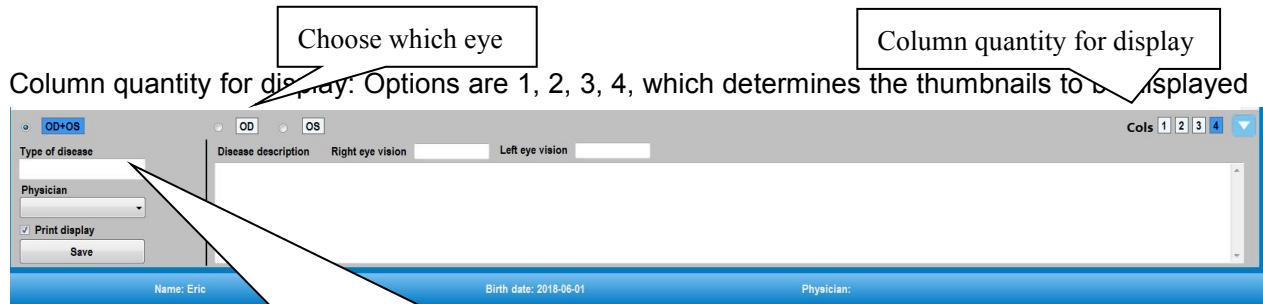 Choose which eye
Column quantity for display
Column quantity for display: Options are 1, 2, 3, 4, which determines the thumbnails to be displayed
OD+OS OD OS Cols 1 2 3 4
Type of disease Disease description Right eye vision Left eye vision
Physician
Print display
Save
Name: Eric Birth date: 2018-06-01 Physician: